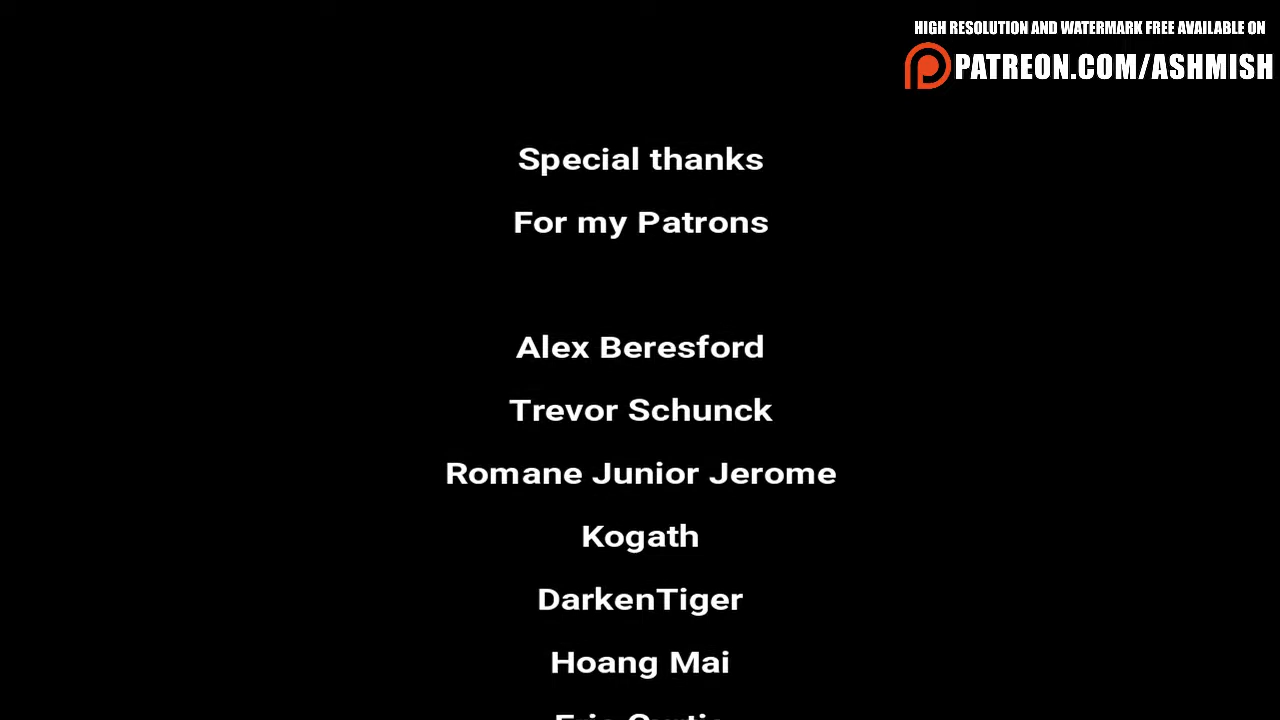 HIGH RESOLUTION AND WATERMARK FREE AVAILABLE ON
PATREON.COM/ASHMISH
Special thanks
For my Patrons
Alex Beresford
Trevor Schunck
Romane Junior Jerome
Kogath
DarkenTiger
Hoang Mai